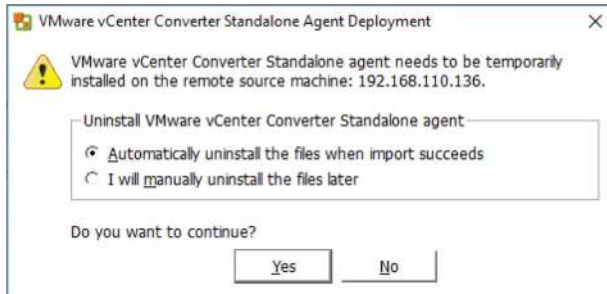 VMware vCenter Converter Standalone Agent Deployment
VMware vCenter Converter Standalone agent needs to be temporarily
installed on the remote source machine: 192.168.110.136.
Uninstall VMware vCenter Converter Standalone agent
Automatically uninstall the files when import succeeds
I will manually uninstall the files later
Do you want to continue?
Yes No